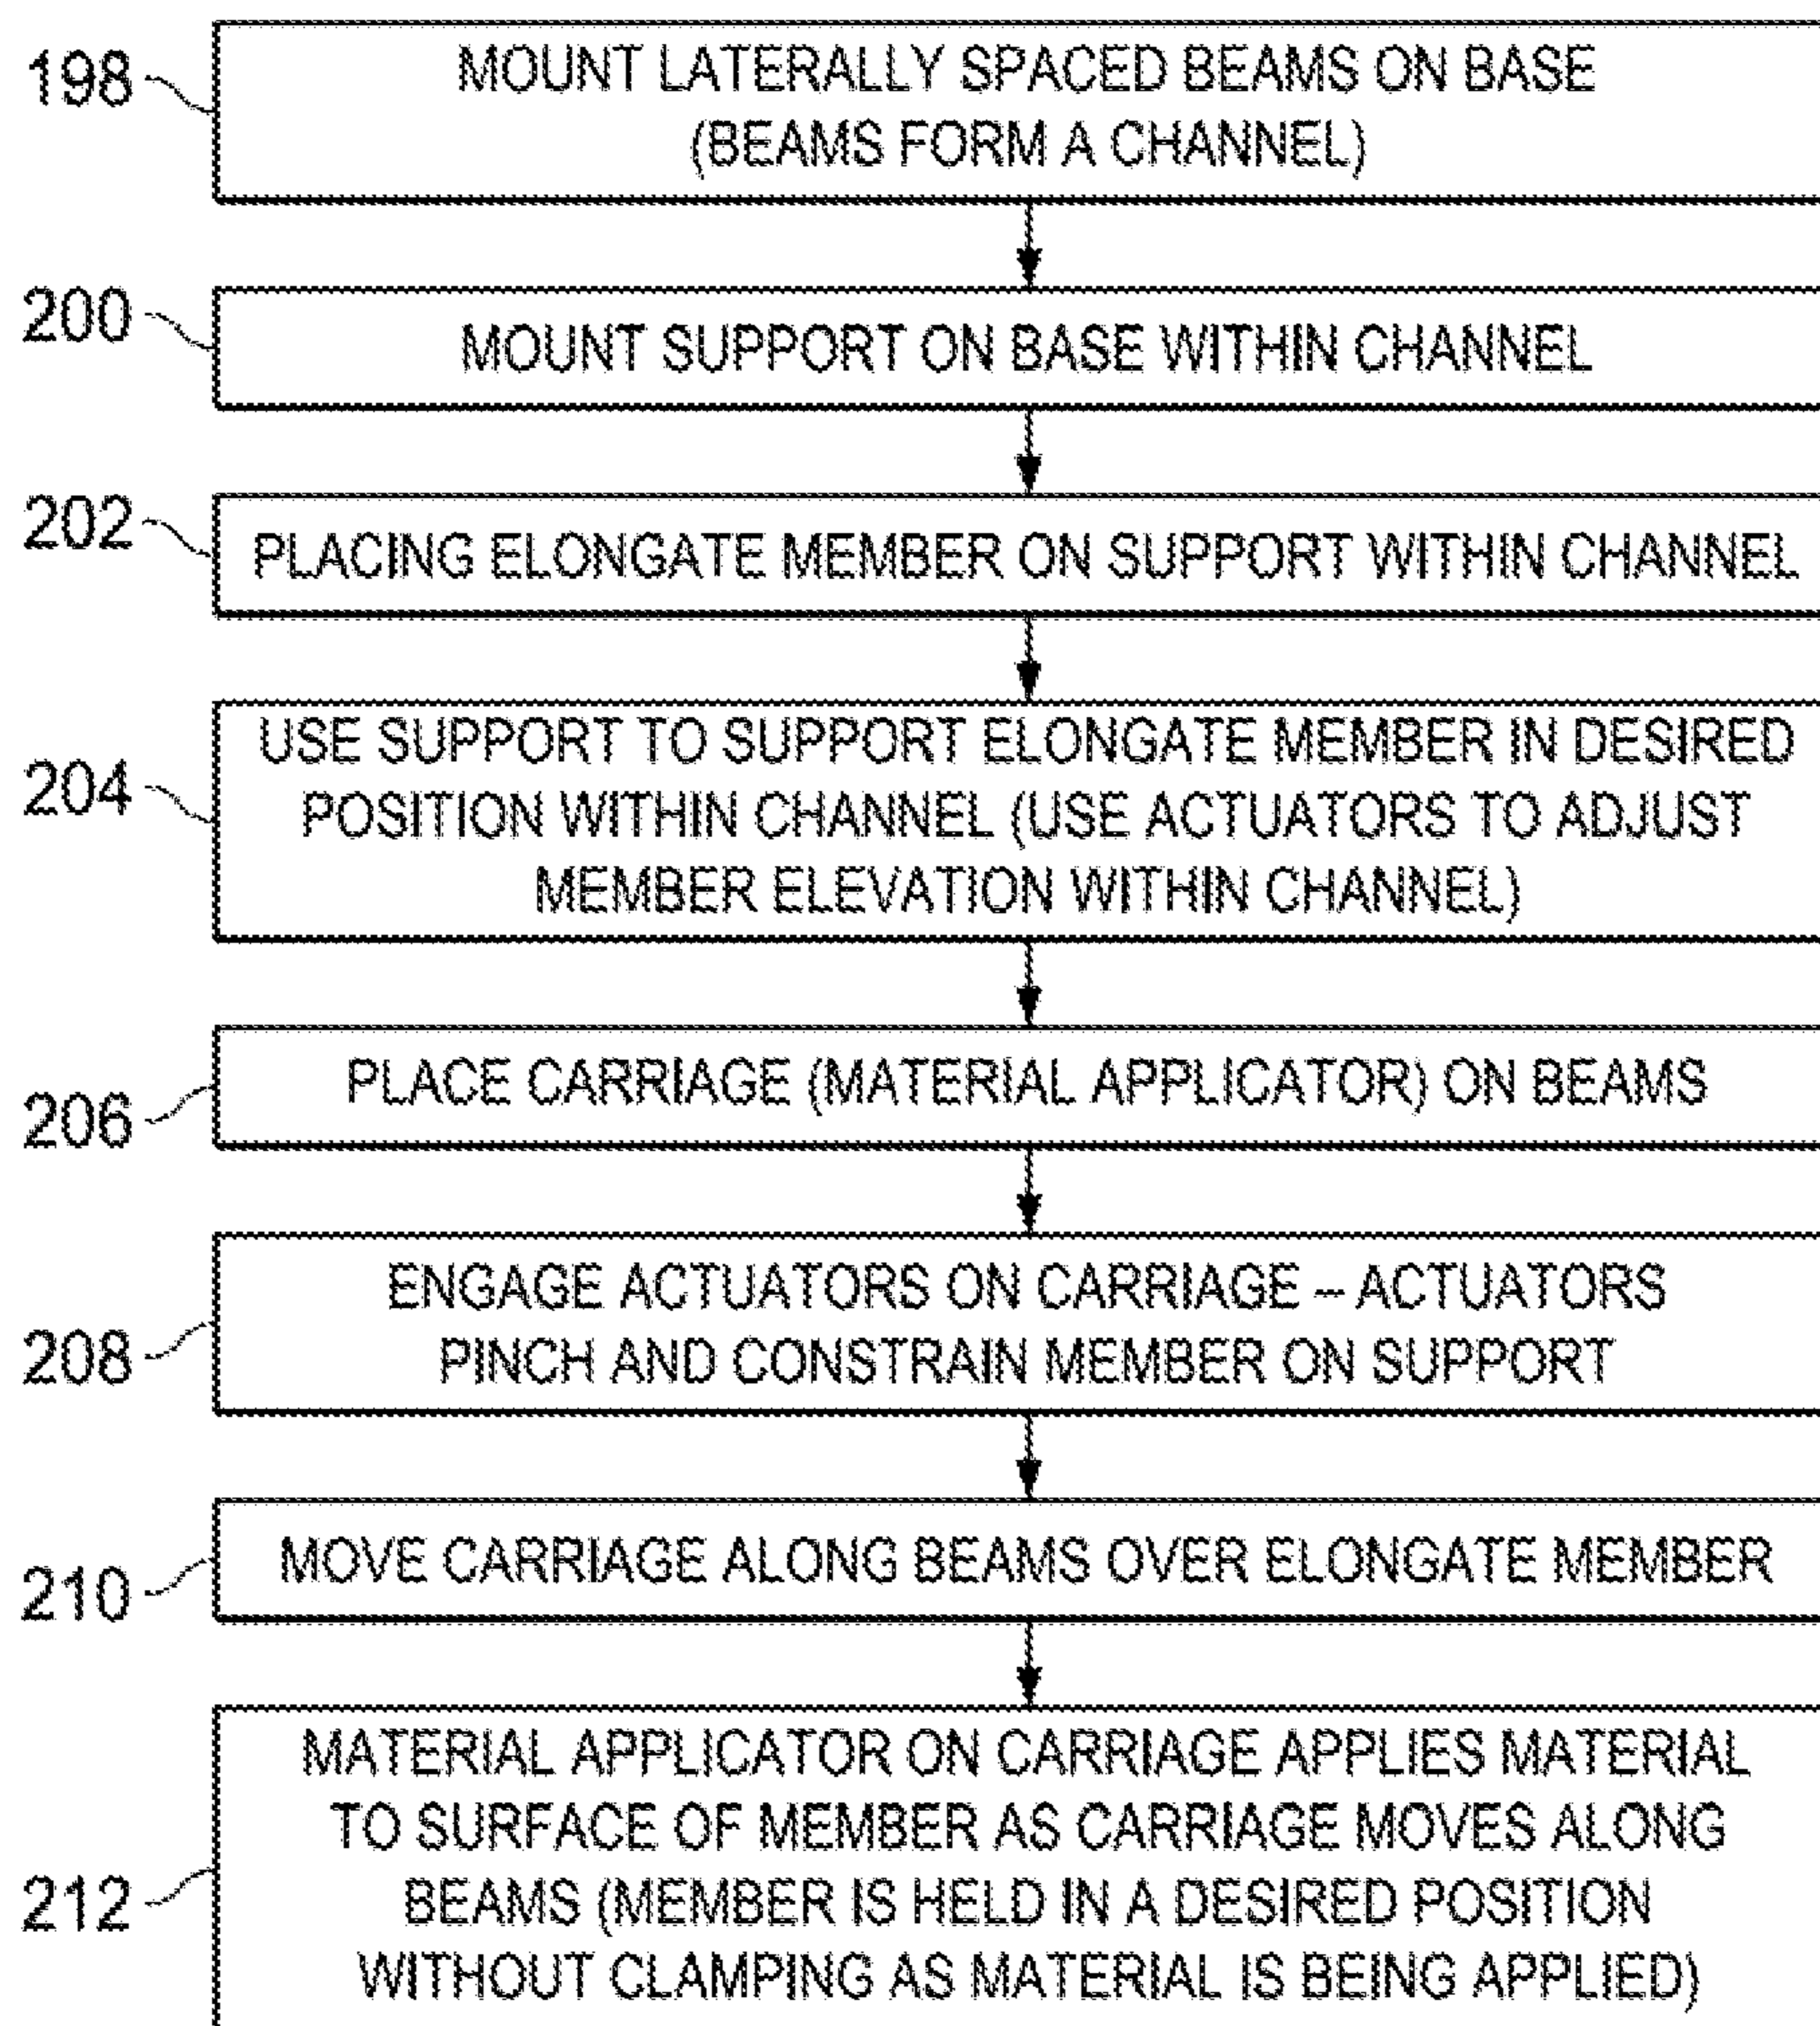 198
MOUNT LATERALLY SPACED BEAMS ON BASE
(BEAMS FORM A CHANNEL)
200
MOUNT SUPPORT ON BASE WITHIN CHANNEL
202
PLACING ELONGATE MEMBER ON SUPPORT WITHIN CHANNEL
204
USE SUPPORT TO SUPPORT ELONGATE MEMBER IN DESIRED
POSITION WITHIN CHANNEL (USE ACTUATORS TO ADJUST
MEMBER ELEVATION WITHIN CHANNEL)
206
PLACE CARRIAGE (MATERIAL APPLICATOR) ON BEAMS
208
ENGAGE ACTUATORS ON CARRIAGE – ACTUATORS
PINCH AND CONSTRAIN MEMBER ON SUPPORT
210
MOVE CARRIAGE ALONG BEAMS OVER ELONGATE MEMBER
212
MATERIAL APPLICATOR ON CARRIAGE APPLIES MATERIAL
TO SURFACE OF MEMBER AS CARRIAGE MOVES ALONG
BEAMS (MEMBER IS HELD IN A DESIRED POSITION
WITHOUT CLAMPING AS MATERIAL IS BEING APPLIED)